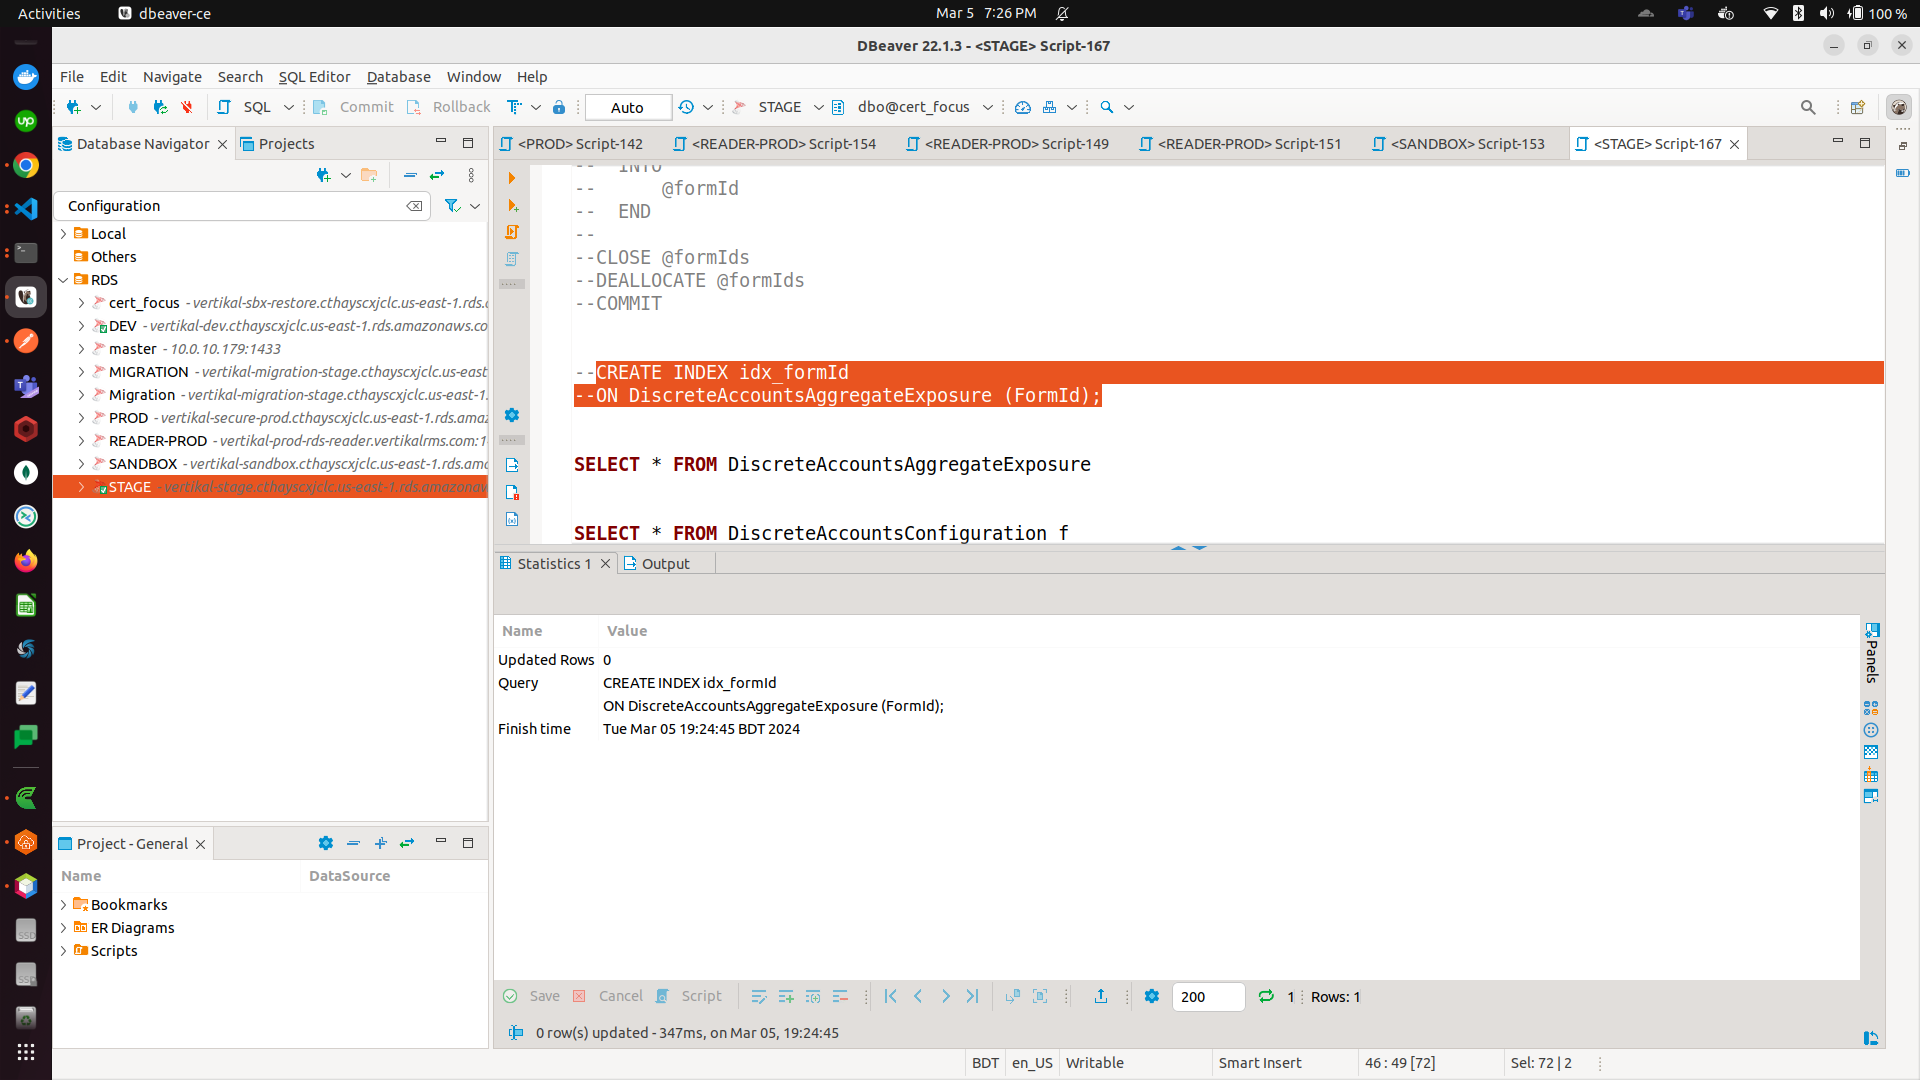 Activities
dbeaver-ce
Mar 5 7:26 PM
100 %
DBeaver 22.1.3 - <STAGE> Script-167
File Edit Navigate Search SQL Editor Database Window Help
SQL Commit Rollback Auto STAGE dbo@cert_focus
Database Navigator Projects
<PROD> Script-142 <READER-PROD> Script-154 <READER-PROD> Script-149 <READER-PROD> Script-151 <SANDBOX> Script-153 <STAGE> Script-167
Configuration
Local
Others
RDS
cert_focus - vertikal-sbx-restore.cthayscxjclc.us-east-1.rds.
DEV - vertikal-dev.cthayscxjclc.us-east-1.rds.amazonaws.co
master - 10.0.10.179:1433
MIGRATION - vertikal-migration-stage.cthayscxjclc.us-east
Migration - vertikal-migration-stage.cthayscxjclc.us-east-1.
PROD - vertikal-secure-prod.cthayscxjclc.us-east-1.rds.ama
READER-PROD - vertikal-prod-rds-reader.vertikalrms.com:1
SANDBOX - vertikal-sandbox.cthayscxjclc.us-east-1.rds.am
STAGE - vertikal-stage.cthayscxjclc.us-east-1.rds.amazonaw
-- INTO
-- @formId
-- END
--
--CLOSE @formIds
--DEALLOCATE @formIds
--COMMIT
--CREATE INDEX idx_formId
--ON DiscreteAccountsAggregateExposure (FormId);
SELECT * FROM DiscreteAccountsAggregateExposure
SELECT * FROM DiscreteAccountsConfiguration f
Statistics 1 Output
Name Value
Updated Rows 0
Query CREATE INDEX idx_formId
ON DiscreteAccountsAggregateExposure (FormId);
Finish time Tue Mar 05 19:24:45 BDT 2024
Panels
Project - General
Name DataSource
Bookmarks
ER Diagrams
Scripts
Save Cancel Script 200 1 Rows: 1
0 row(s) updated - 347ms, on Mar 05, 19:24:45
BDT en_US Writable Smart Insert 46 : 49 [72] Sel: 72 | 2